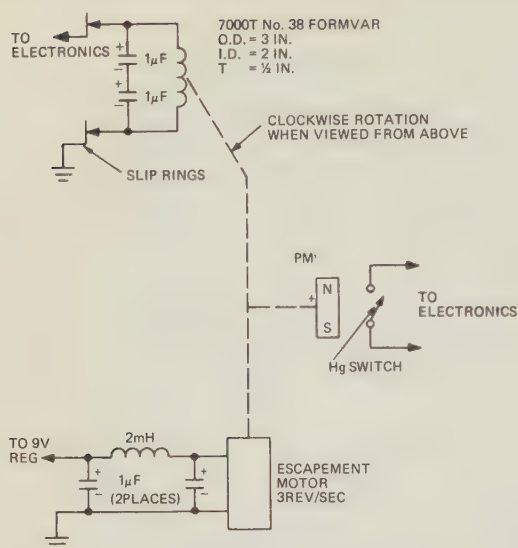 7000T No. 38 FORMVAR
O.D. = 3 IN.
I.D. = 2 IN.
T = ½ IN.
TO
ELECTRONICS
+
1μF
−
+
1μF
−
CLOCKWISE ROTATION
WHEN VIEWED FROM ABOVE
SLIP RINGS
PM'
+
N
S
TO
ELECTRONICS
Hg SWITCH
TO 9V
REG
2mH
+
1μF
−
(2PLACES)
+
−
ESCAPEMENT
MOTOR
3REV/SEC